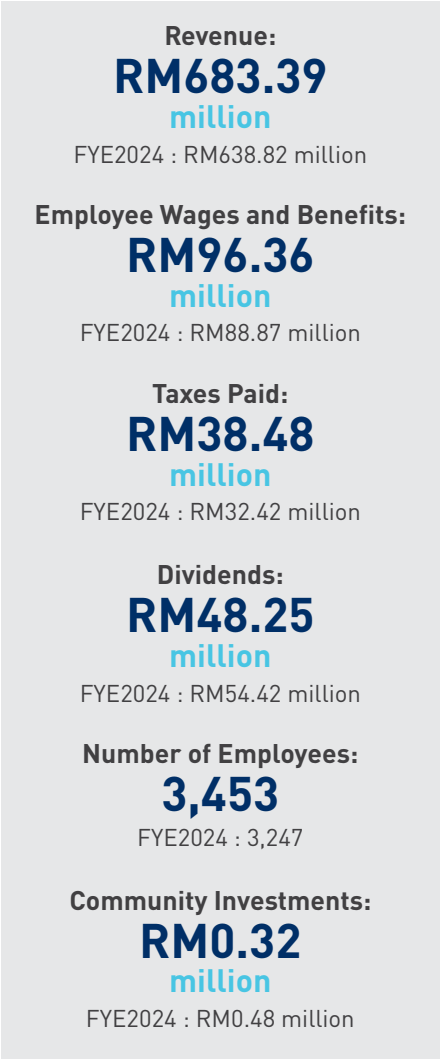 Revenue:
RM683.39
million
FYE2024 : RM638.82 million
Employee Wages and Benefits:
RM96.36
million
FYE2024 : RM88.87 million
Taxes Paid:
RM38.48
million
FYE2024 : RM32.42 million
Dividends:
RM48.25
million
FYE2024 : RM54.42 million
Number of Employees:
3,453
FYE2024 : 3,247
Community Investments:
RM0.32
million
FYE2024 : RM0.48 million